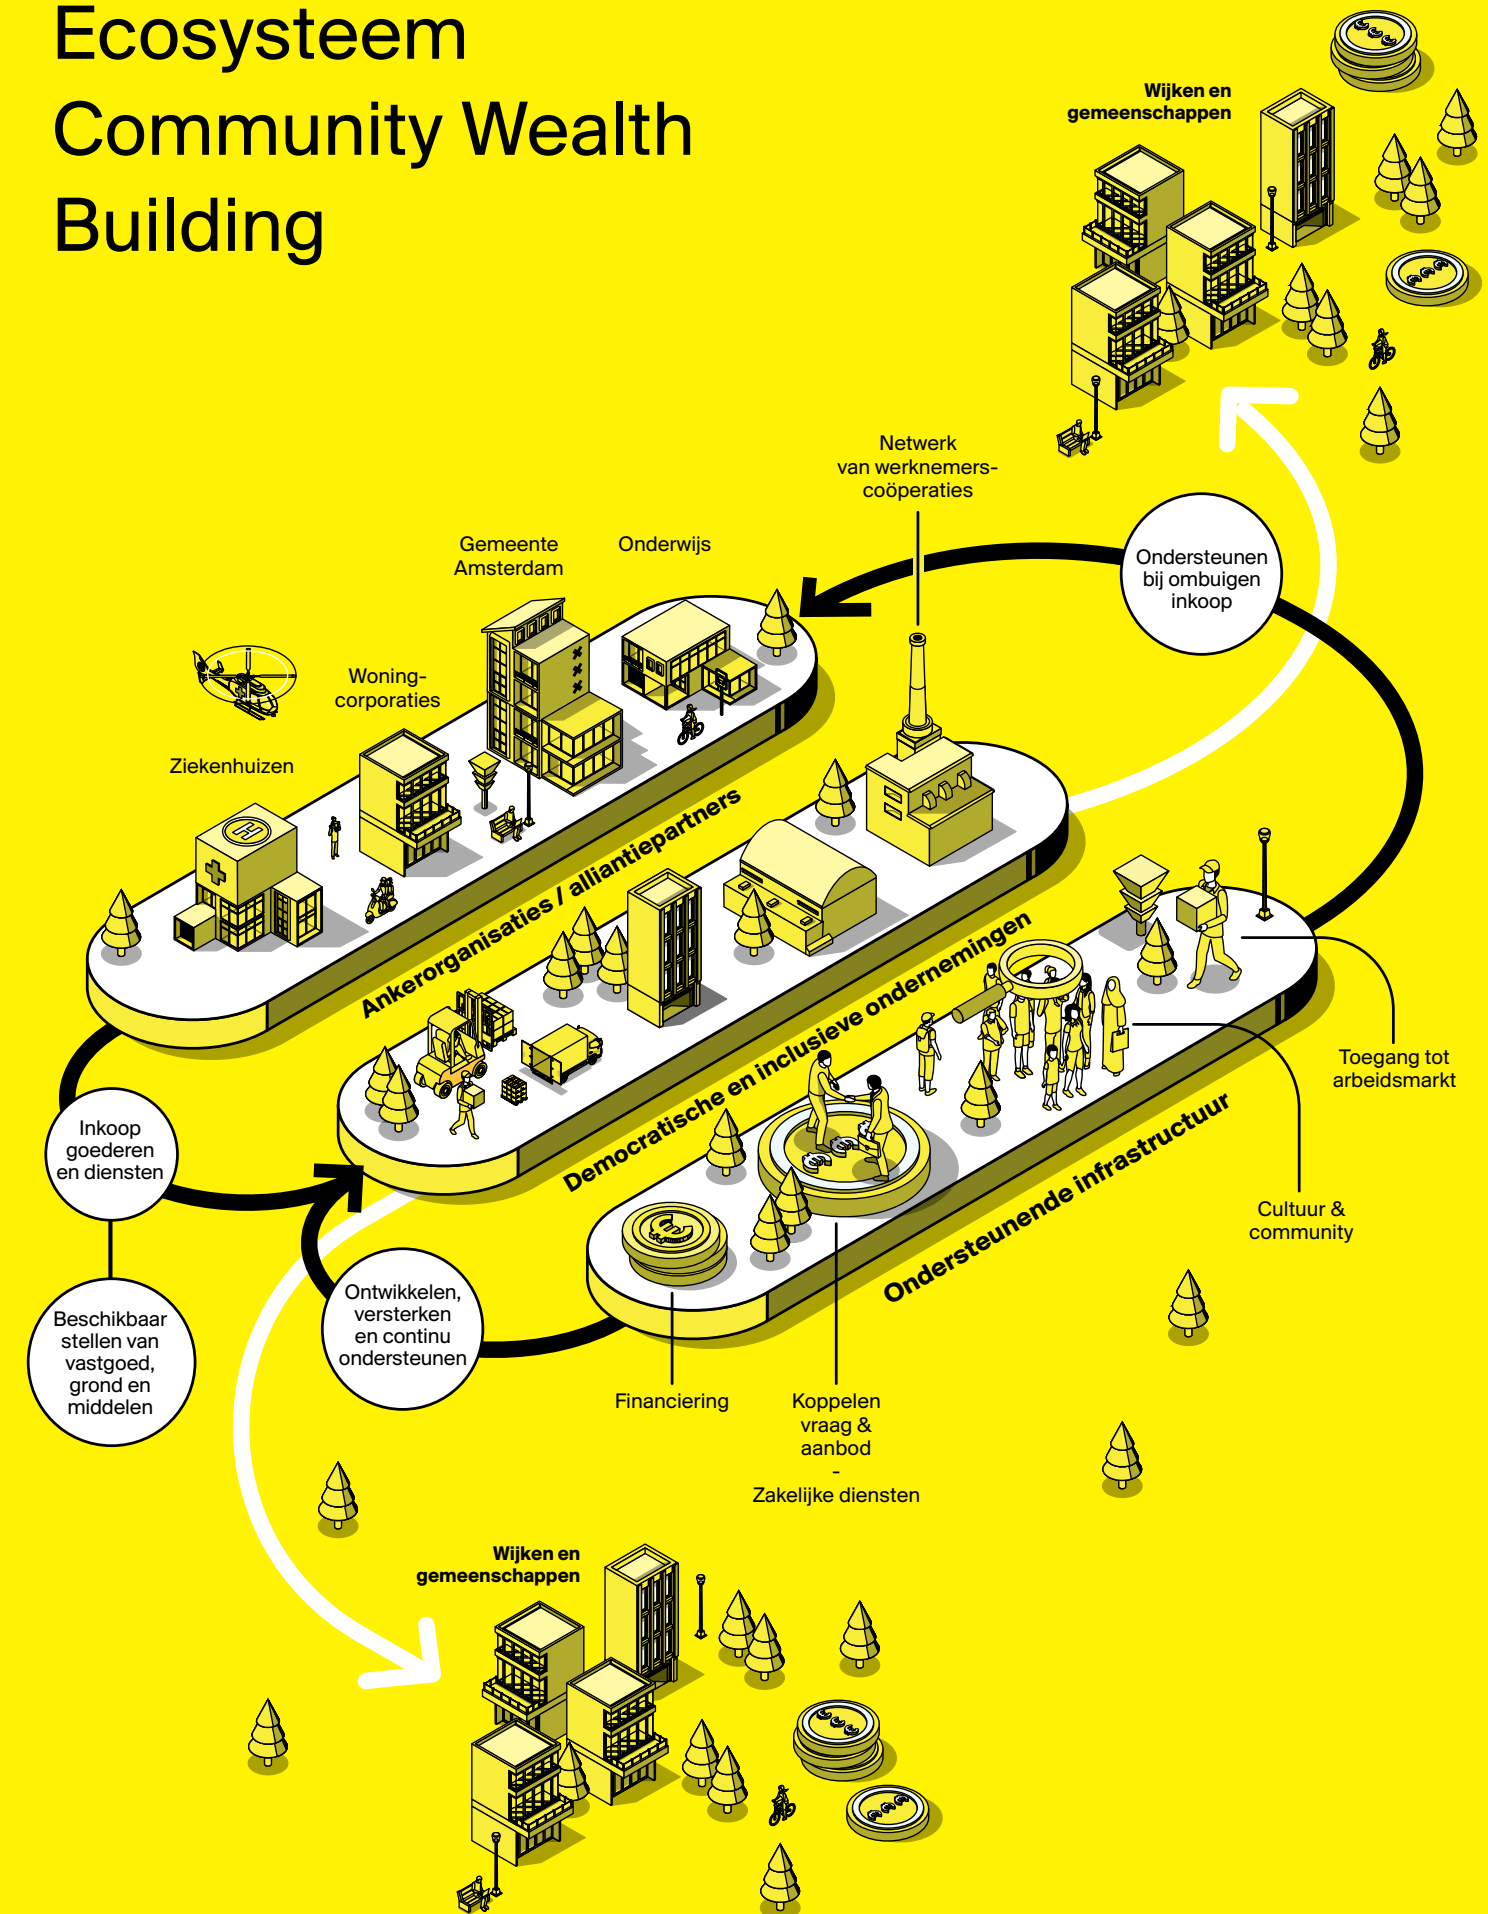 Ecosysteem
Community Wealth
Building
Wijken en
gemeenschappen
Netwerk
van werknemers-
coöperaties
Gemeente
Amsterdam
Onderwijs
Ondersteunen
bij ombuigen
inkoop
Woning-
corporaties
Ziekenhuizen
Ankerorganisaties / alliantiepartners
Democratische en inclusieve ondernemingen
Ondersteunende infrastructuur
Toegang tot
arbeidsmarkt
Cultuur &
community
Inkoop
goederen
en diensten
Beschikbaar
stellen van
vastgoed,
grond en
middelen
Ontwikkelen,
versterken
en continu
ondersteunen
Financiering
Koppelen
vraag &
aanbod
-
Zakelijke diensten
Wijken en
gemeenschappen